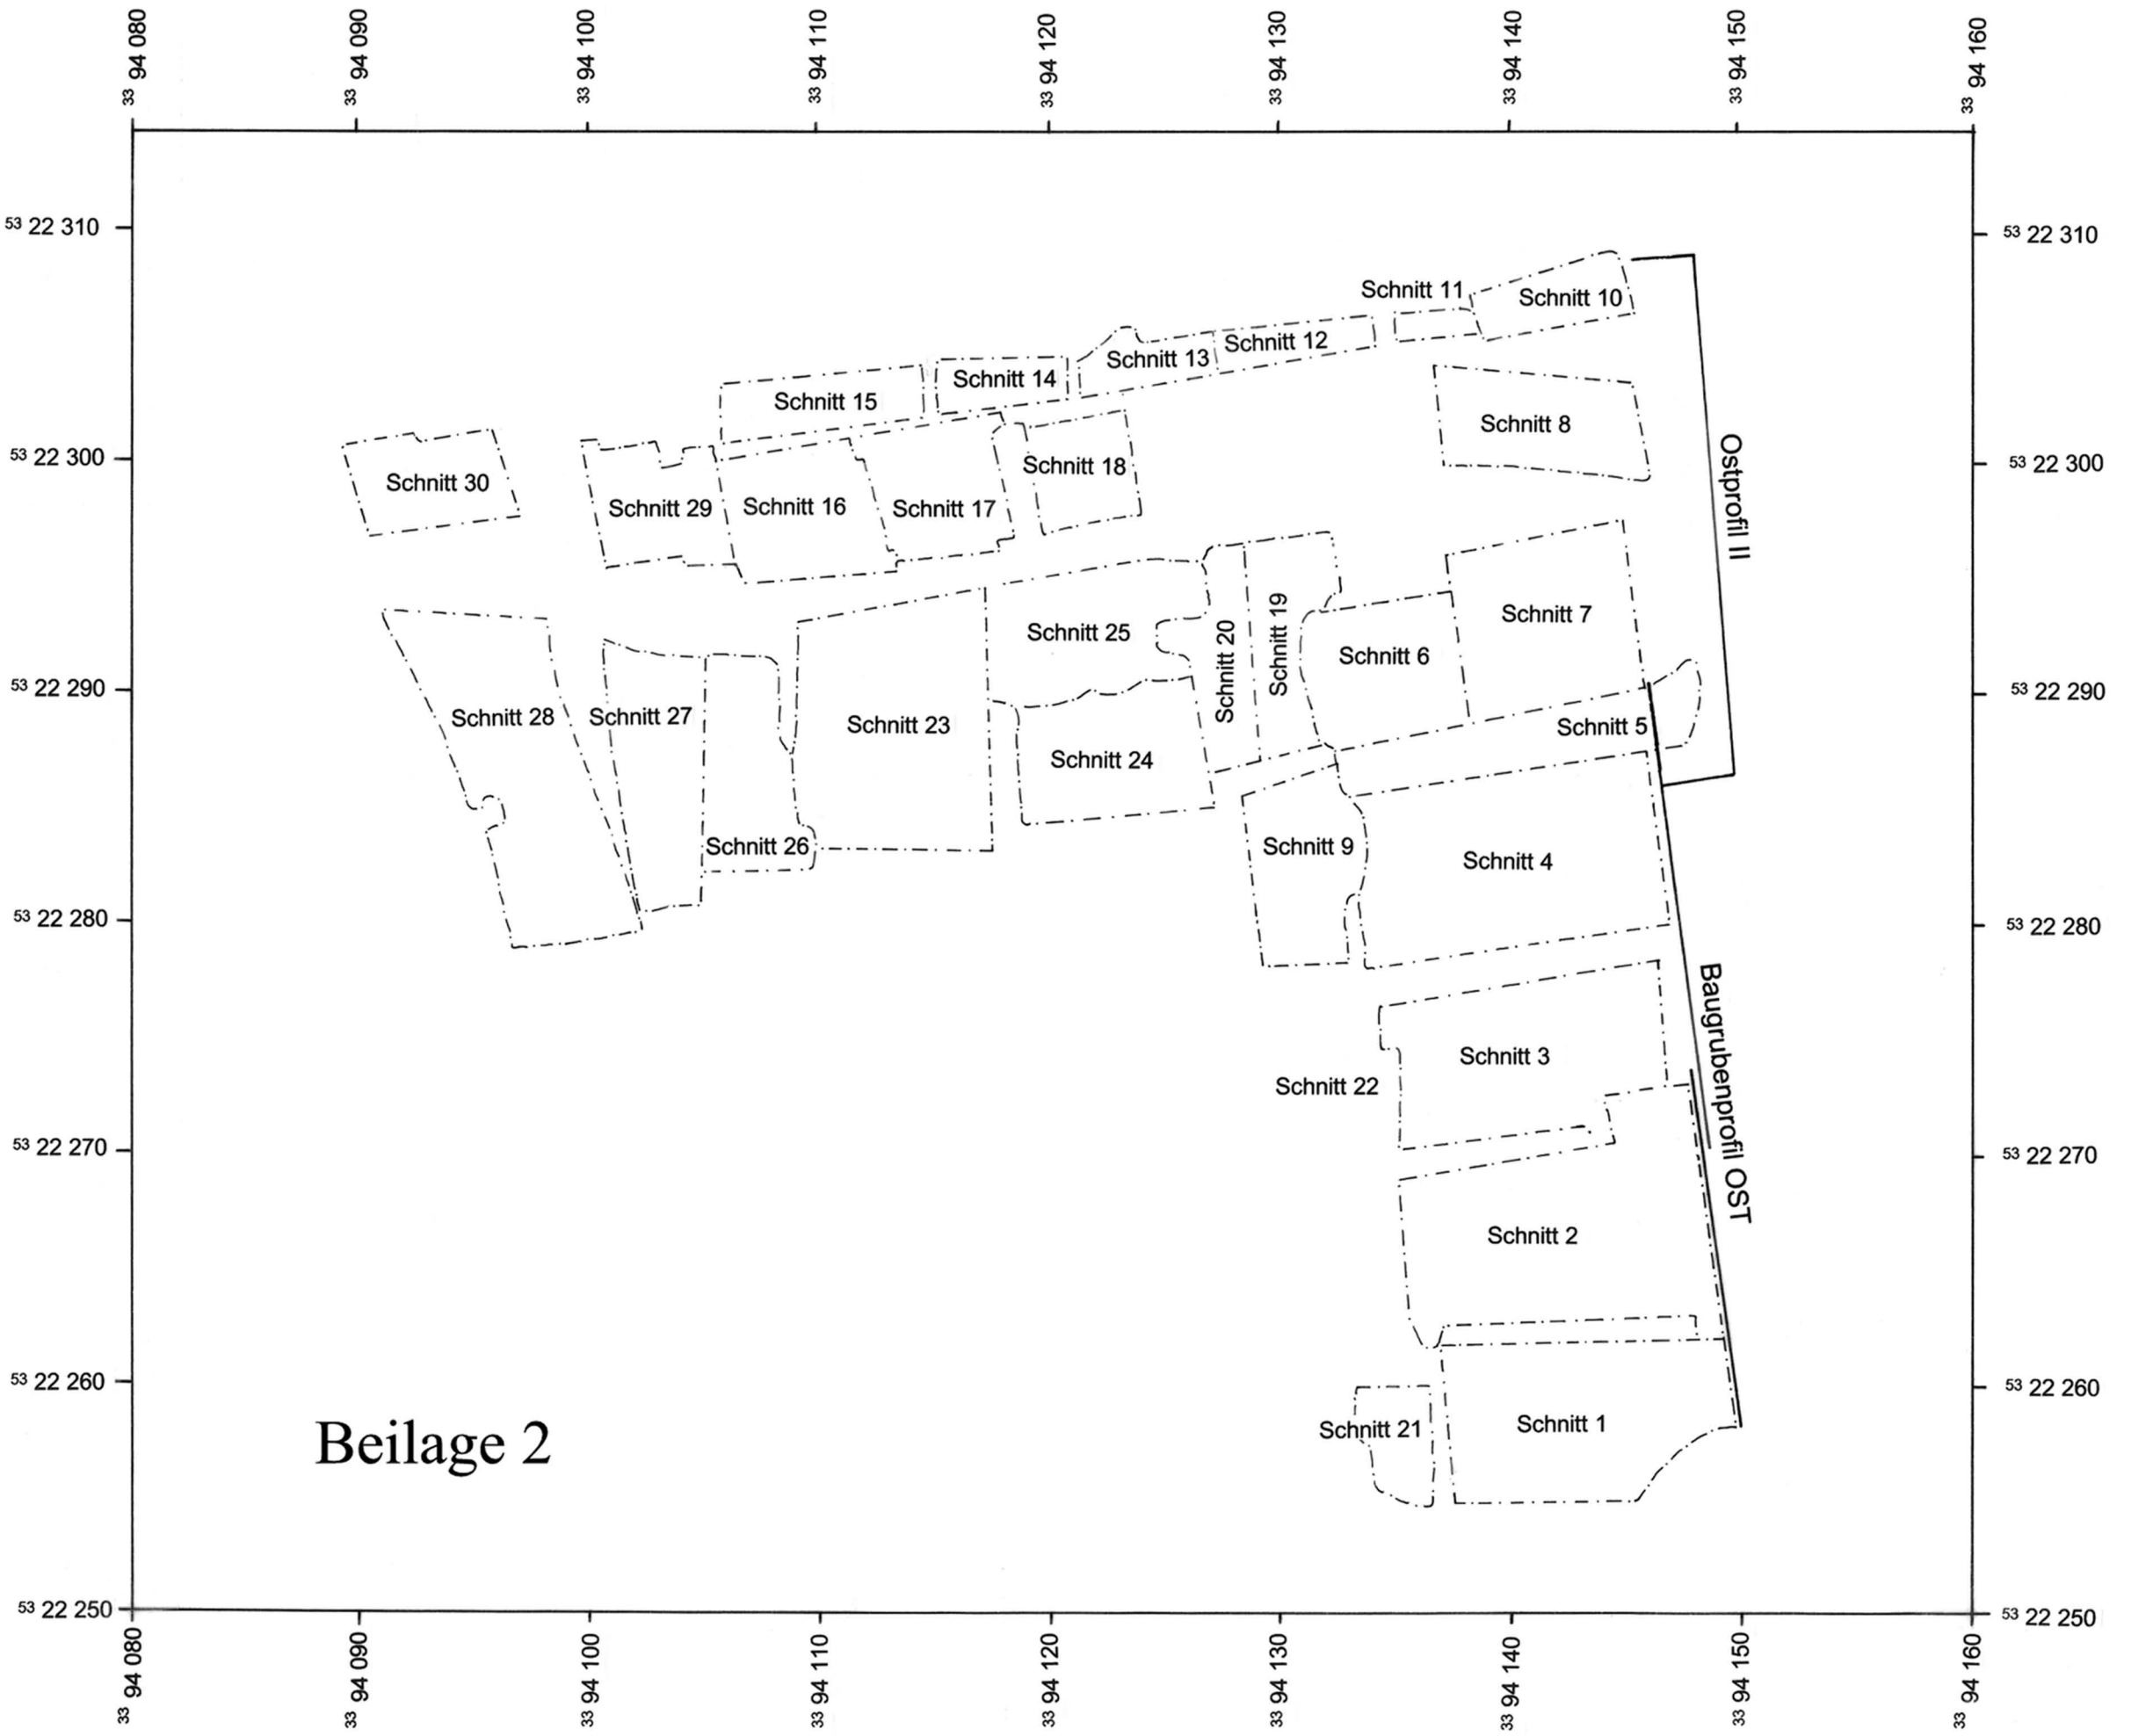 33 94 080
33 94 090
33 94 100
33 94 110
33 94 120
33 94 130
33 94 140
33 94 150
33 94 160
53 22 310
53 22 310
Schnitt 11
Schnitt 10
Schnitt 12
Schnitt 13
Schnitt 14
Schnitt 15
Schnitt 8
53 22 300
53 22 300
Ostprofil II
Schnitt 30
Schnitt 29
Schnitt 16
Schnitt 17
Schnitt 18
Schnitt 25
Schnitt 20
Schnitt 19
Schnitt 6
Schnitt 7
53 22 290
53 22 290
Schnitt 28
Schnitt 27
Schnitt 23
Schnitt 24
Schnitt 5
Schnitt 26
Schnitt 9
Schnitt 4
53 22 280
53 22 280
Baugrubenprofil OST
Schnitt 3
Schnitt 22
53 22 270
53 22 270
Schnitt 2
53 22 260
53 22 260
Schnitt 21
Schnitt 1
Beilage 2
53 22 250
53 22 250
33 94 080
33 94 090
33 94 100
33 94 110
33 94 120
33 94 130
33 94 140
33 94 150
33 94 160